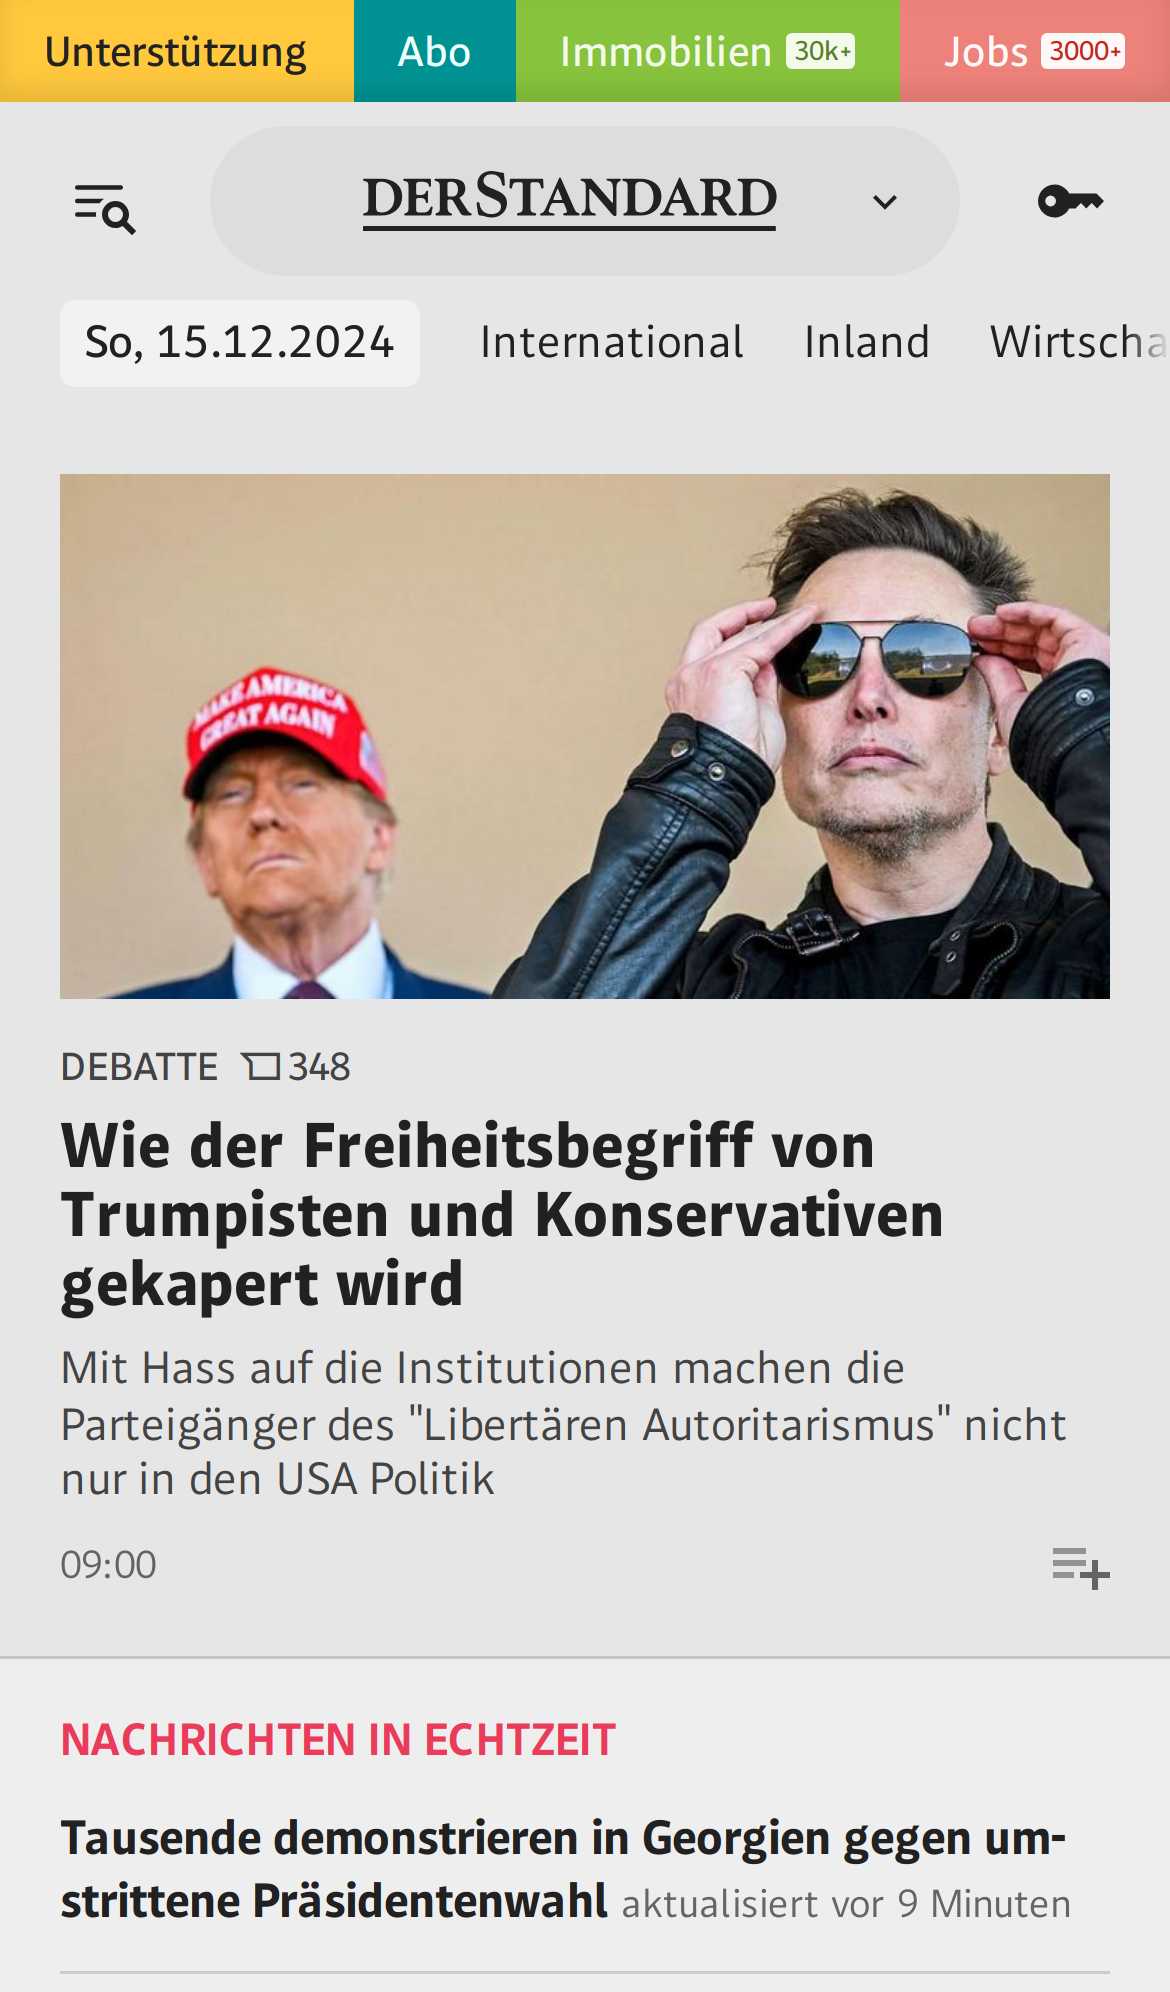 Unterstützung
Abo
Immobilien 30k+
Jobs 3000+
DERSTANDARD
So, 15.12.2024
International
Inland
Wirtscha
MAKE AMERICA
GREAT AGAIN
DEBATTE 348
Wie der Freiheitsbegriff von
Trumpisten und Konservativen
gekapert wird
Mit Hass auf die Institutionen machen die
Parteigänger des "Libertären Autoritarismus" nicht
nur in den USA Politik
09:00
NACHRICHTEN IN ECHTZEIT
Tausende demonstrieren in Georgien gegen um-
strittene Präsidentenwahl aktualisiert vor 9 Minuten